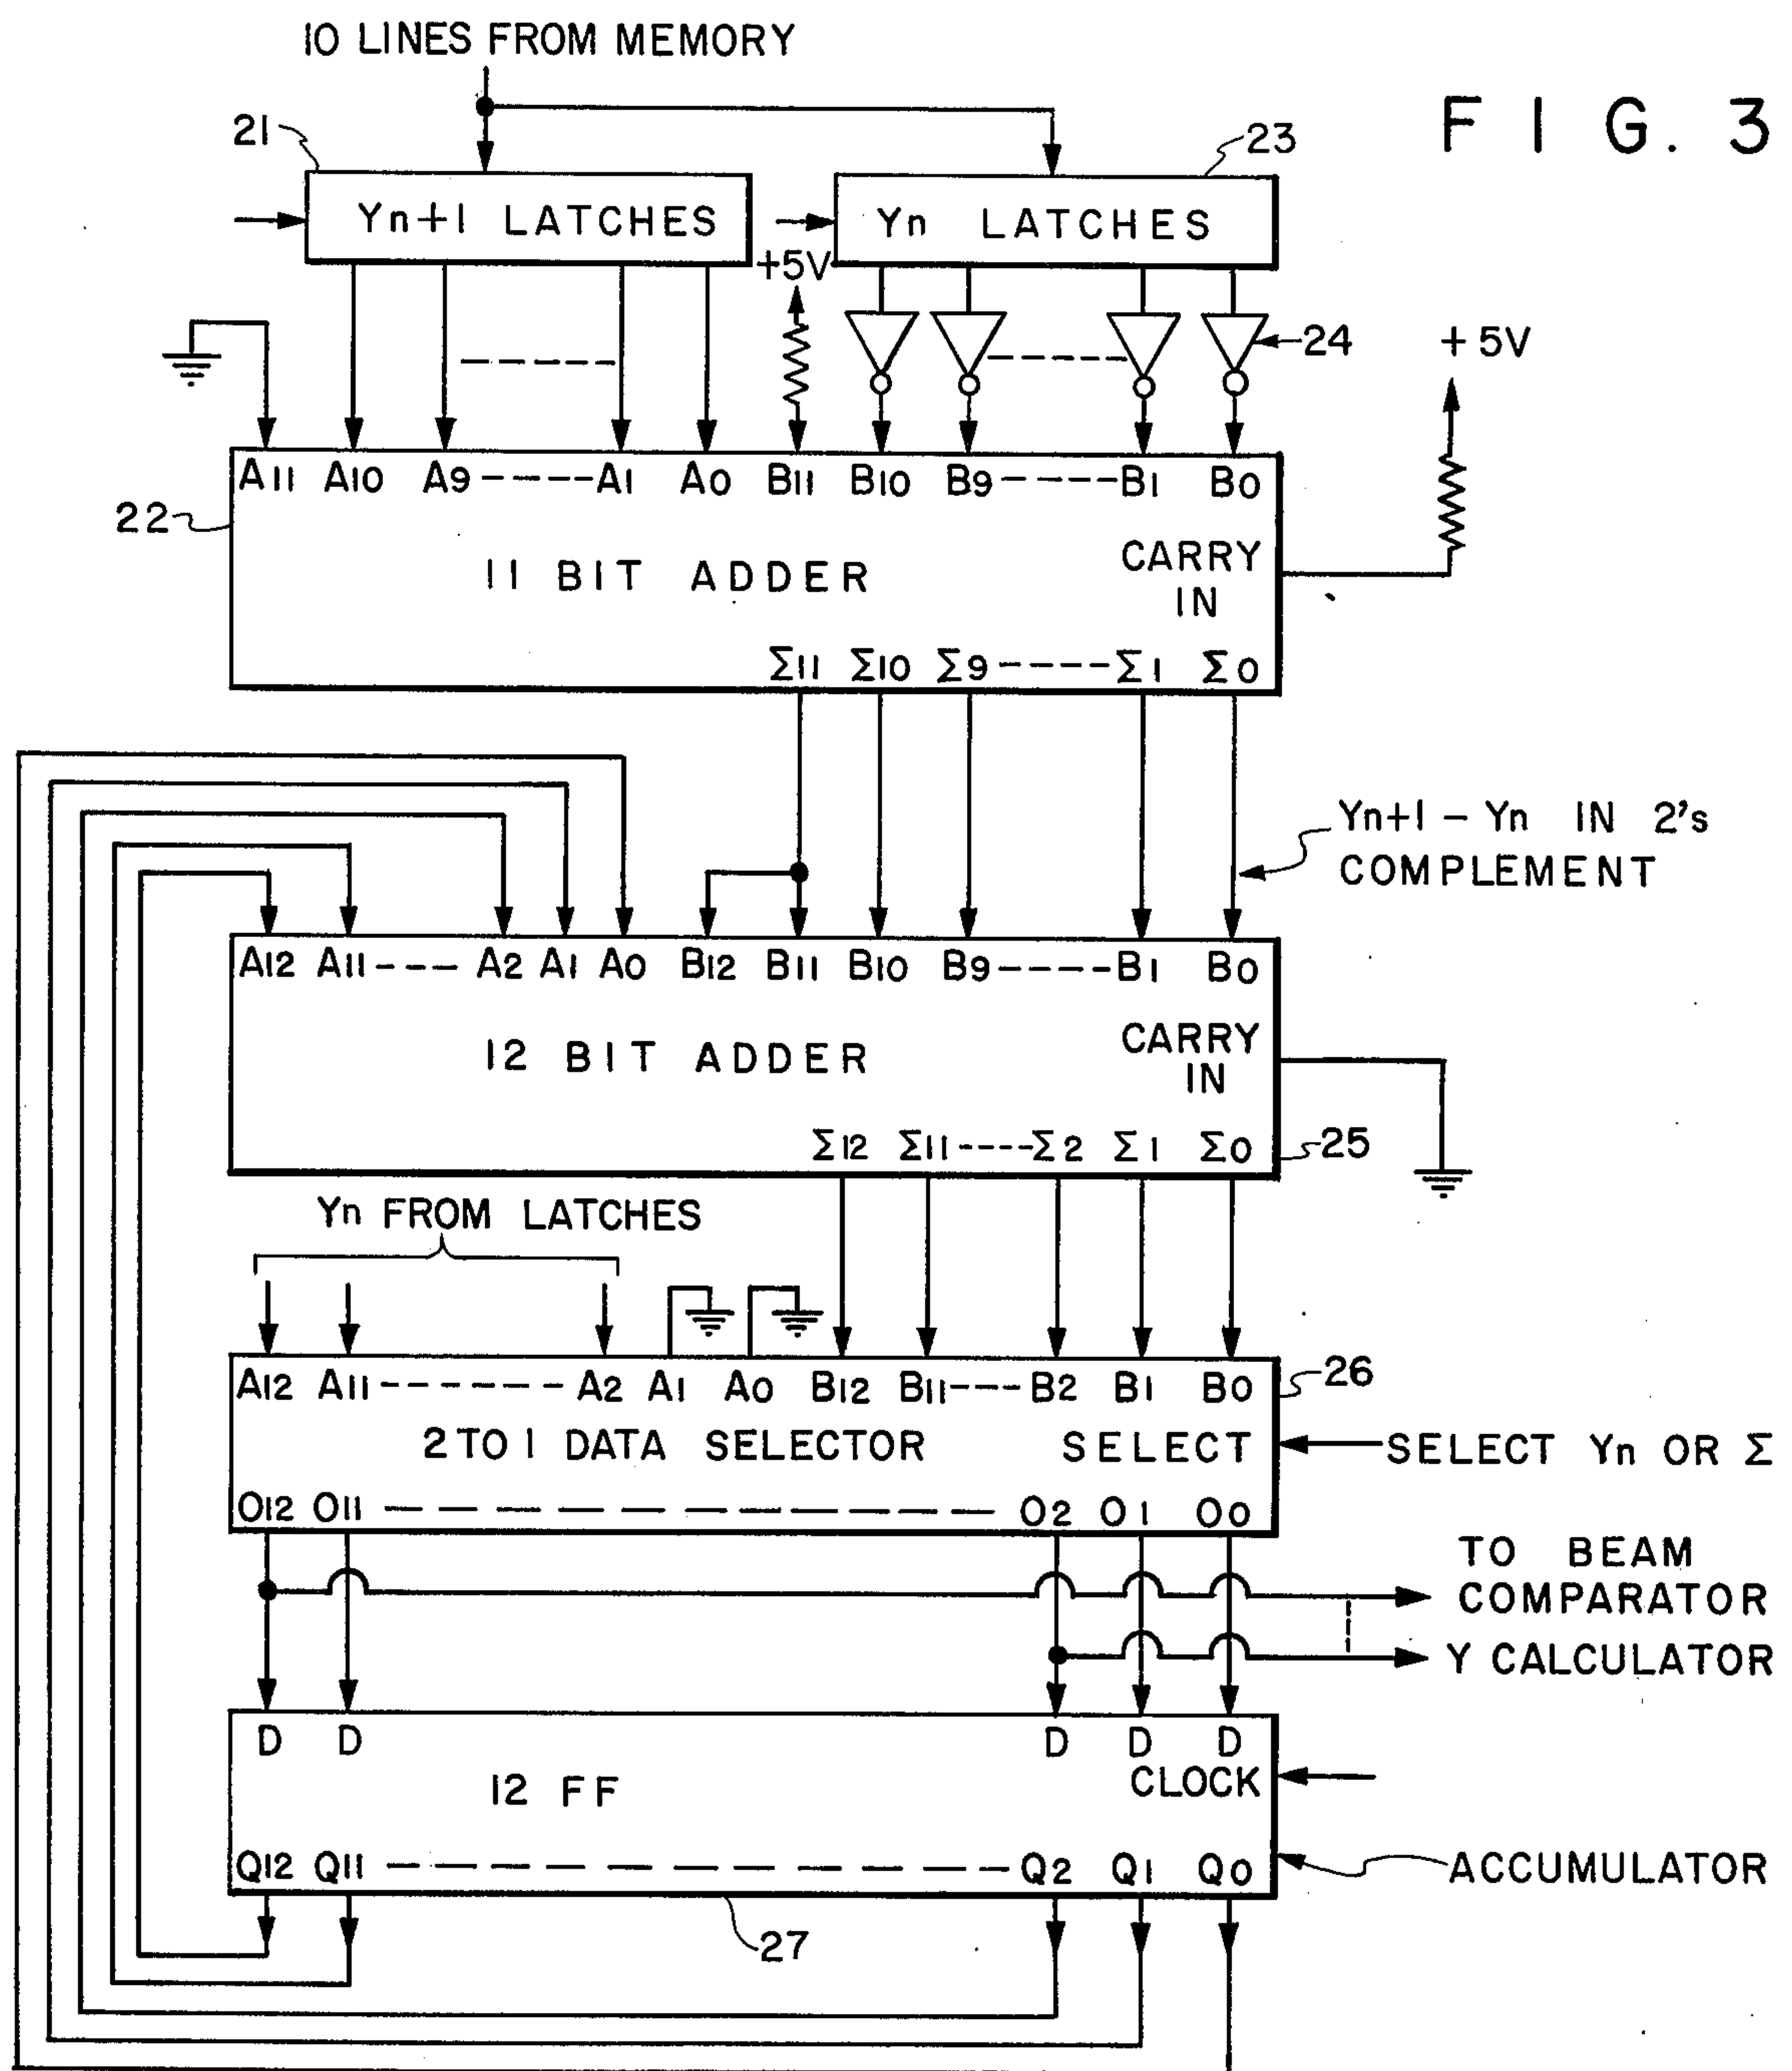 10 LINES FROM MEMORY
F I G. 3
21
23
Yn+1 LATCHES
Yn LATCHES
+5V
24
+5V
A11 A10 A9-----A1 A0 B11 B10 B9-----B1 B0
22
11 BIT ADDER
CARRY
IN
Σ11 Σ10 Σ9-----Σ1 Σ0
Yn+1 - Yn IN 2's
COMPLEMENT
A12 A11--- A2 A1 A0 B12 B11 B10 B9-----B1 B0
12 BIT ADDER
CARRY
IN
Σ12 Σ11----Σ2 Σ1 Σ0
25
Yn FROM LATCHES
A12 A11-------A2 A1 A0 B12 B11---B2 B1 B0
26
2 TO 1 DATA SELECTOR
SELECT
SELECT Yn OR Σ
O12 O11 --------- O2 O1 O0
TO BEAM
COMPARATOR
Y CALCULATOR
D D D D D
12 FF
CLOCK
Q12 Q11 --------- Q2 Q1 Q0
ACCUMULATOR
27